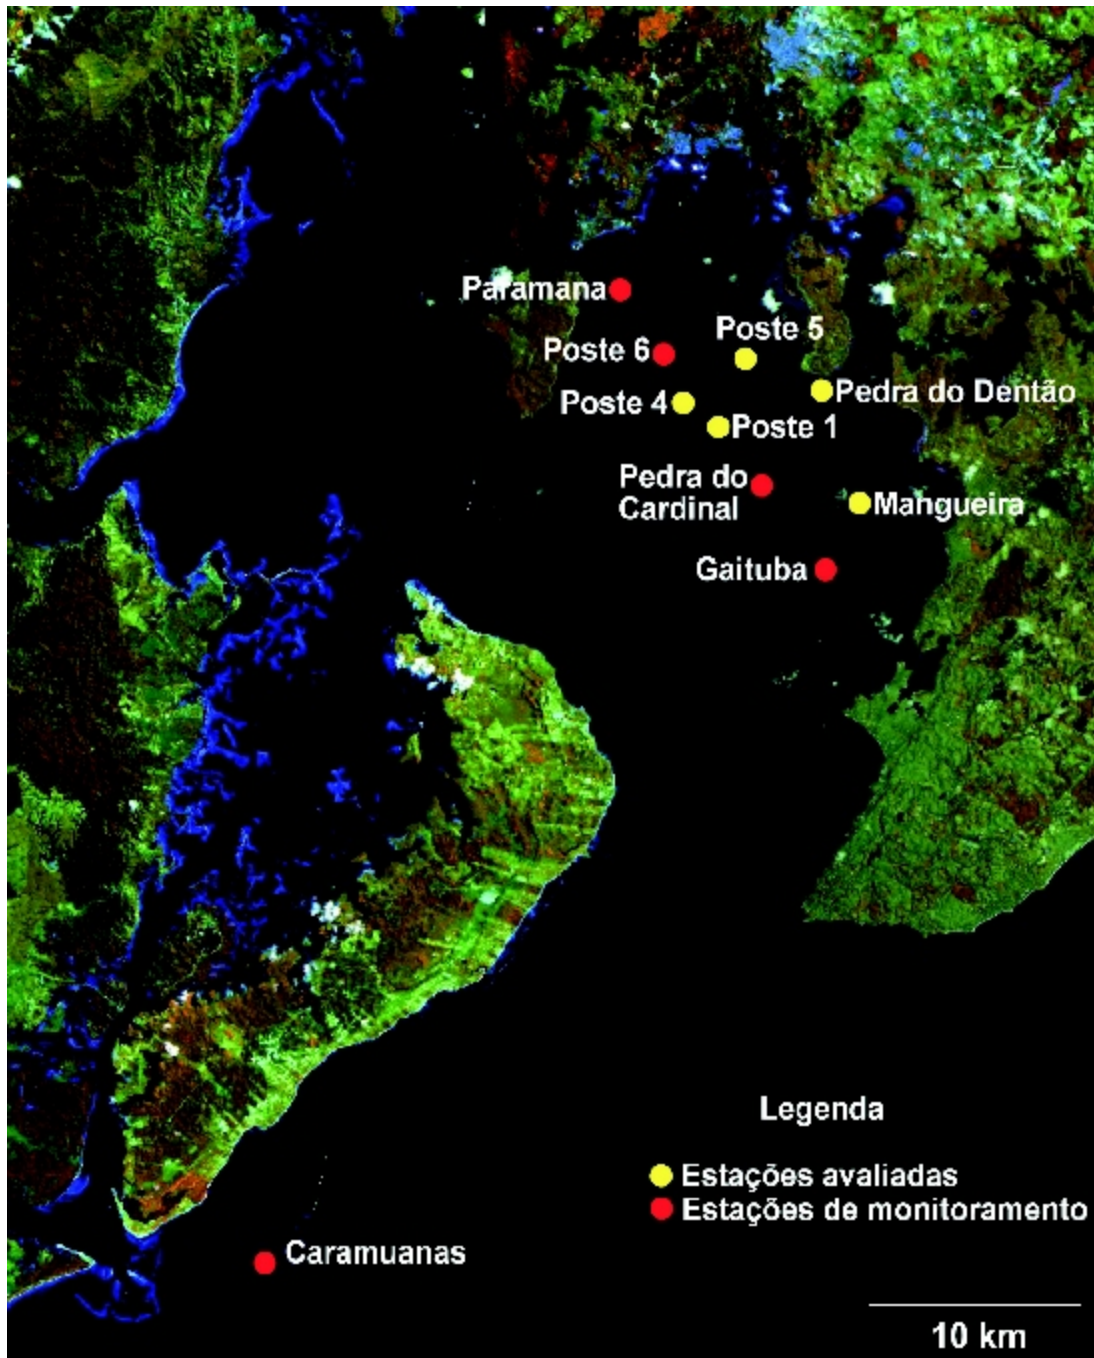 Paramana
Poste 5
Poste 6
Pedra do Dentão
Poste 4
Poste 1
Pedra do
Cardinal
Mangueira
Gaituba
Legenda
Estações avaliadas
Estações de monitoramento
Caramuanas
10 km